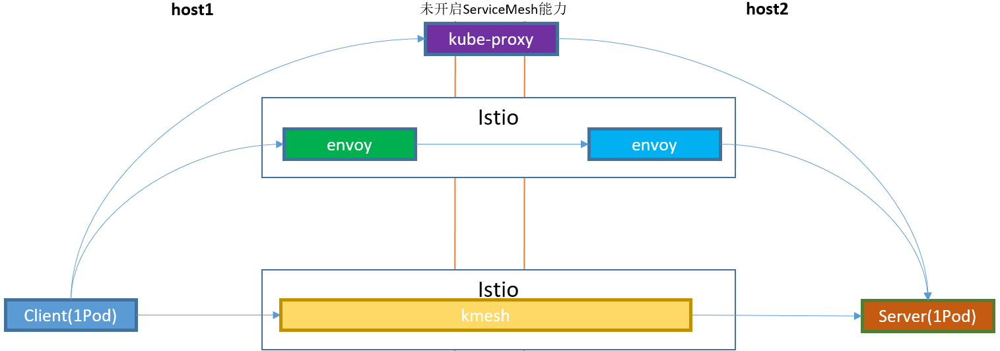 host1
未开启ServiceMesh能力
host2
kube-proxy
Istio
envoy
envoy
Istio
Client(1Pod)
kmesh
Server(1Pod)